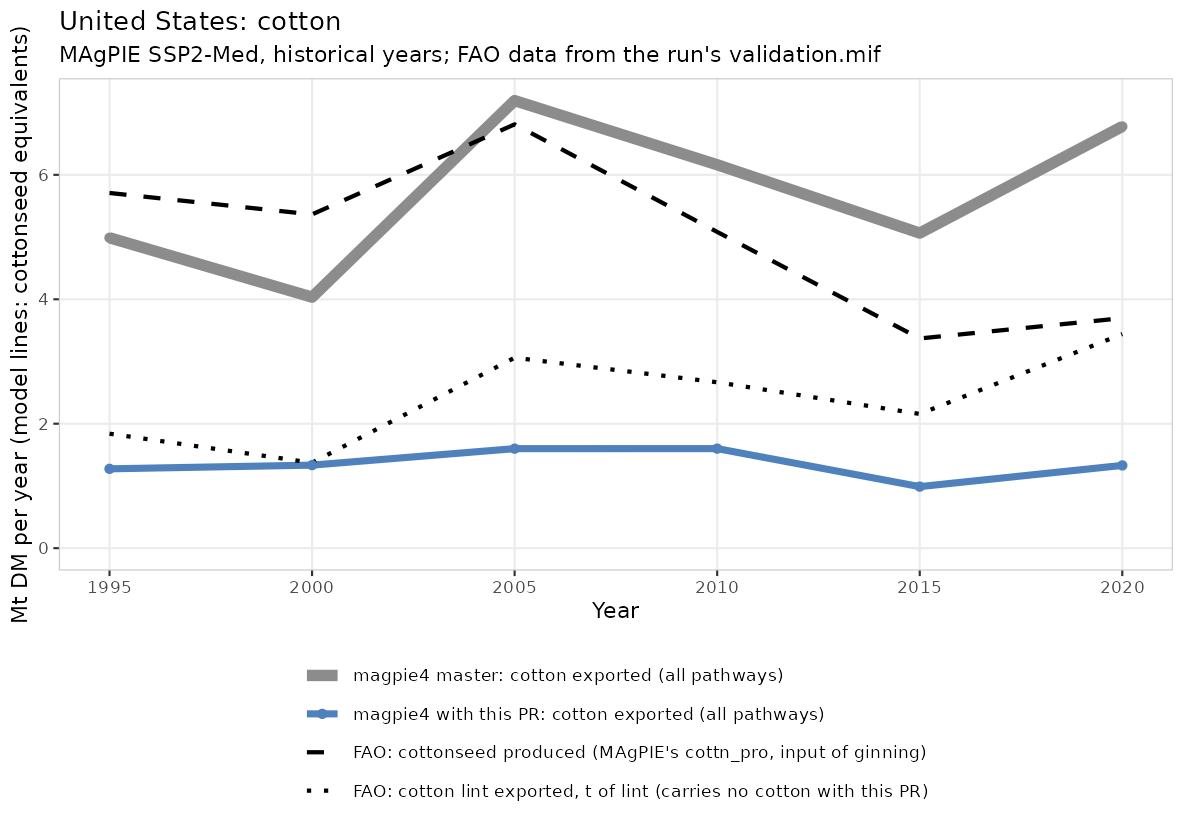 United States: cotton
MAgPIE SSP2-Med, historical years; FAO data from the run's validation.mif
Mt DM per year (model lines: cottonseed equivalents)
6
4
2
0
1995 2000 2005 2010 2015 2020
Year
magpie4 master: cotton exported (all pathways)
magpie4 with this PR: cotton exported (all pathways)
FAO: cottonseed produced (MAgPIE's cottn_pro, input of ginning)
FAO: cotton lint exported, t of lint (carries no cotton with this PR)